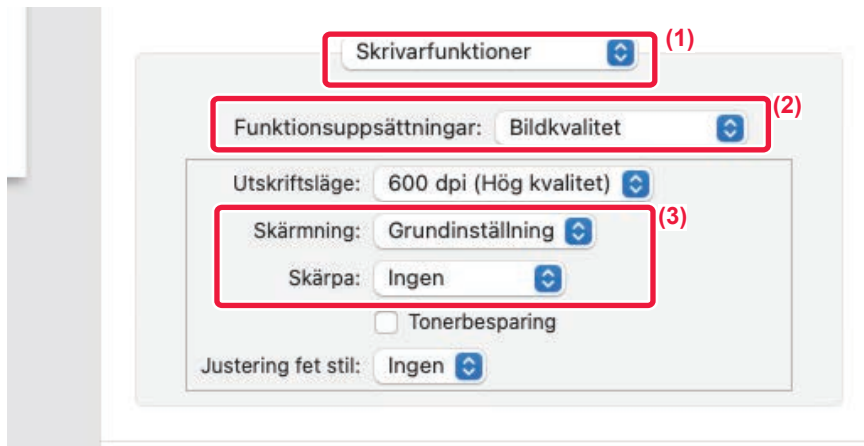 Skrivarfunktioner (1)
Funktionsuppsättningar: Bildkvalitet (2)
Utskriftsläge: 600 dpi (Hög kvalitet)
Skärmning: Grundinställning (3)
Skärpa: Ingen
Tonerbesparing
Justering fet stil: Ingen